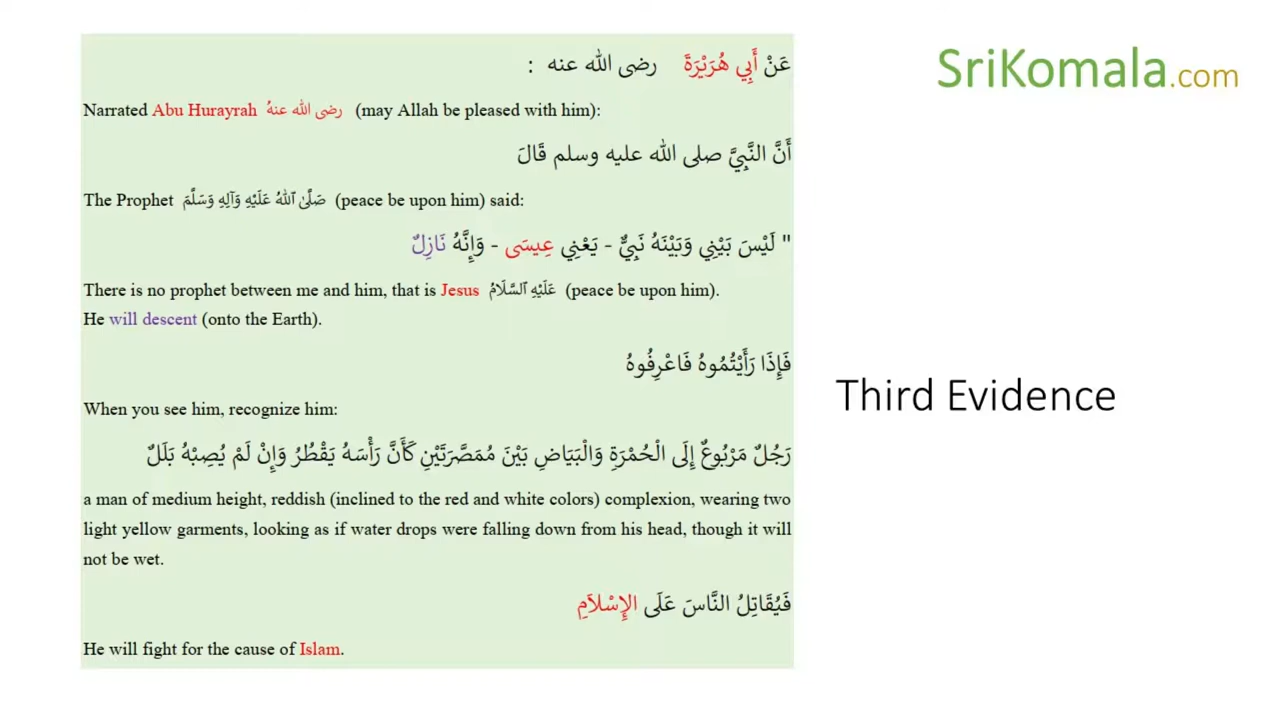 عَنْ أَبِي هُرَيْرَةَ رضى الله عنه :
Narrated Abu Hurayrah رضى الله عنهُ (may Allah be pleased with him):
أَنَّ النَّبِيَّ صلى الله عليه وسلم قَالَ
The Prophet صَلَّىٰ ٱللهُ عَلَيْهِ وَآلِهِ وَسَلَّمَ (peace be upon him) said:
" لَيْسَ بَيْنِي وَبَيْنَهُ نَبِيٌّ - يَعْنِي عِيسَى - وَإِنَّهُ نَازِلٌ
There is no prophet between me and him, that is Jesus عَلَيْهِ ٱلسَّلَامُ (peace be upon him).
He will descent (onto the Earth).
فَإِذَا رَأَيْتُمُوهُ فَاعْرِفُوهُ
When you see him, recognize him:
رَجُلٌ مَرْبُوعٌ إِلَى الْحُمْرَةِ وَالْبَيَاضِ بَيْنَ مُمَصَّرَتَيْنِ كَأَنَّ رَأْسَهُ يَقْطُرُ وَإِنْ لَمْ يُصِبْهُ بَلَلٌ
a man of medium height, reddish (inclined to the red and white colors) complexion, wearing two
light yellow garments, looking as if water drops were falling down from his head, though it will
not be wet.
فَيُقَاتِلُ النَّاسَ عَلَى الإِسْلاَمِ
He will fight for the cause of Islam.
SriKomala.com
Third Evidence